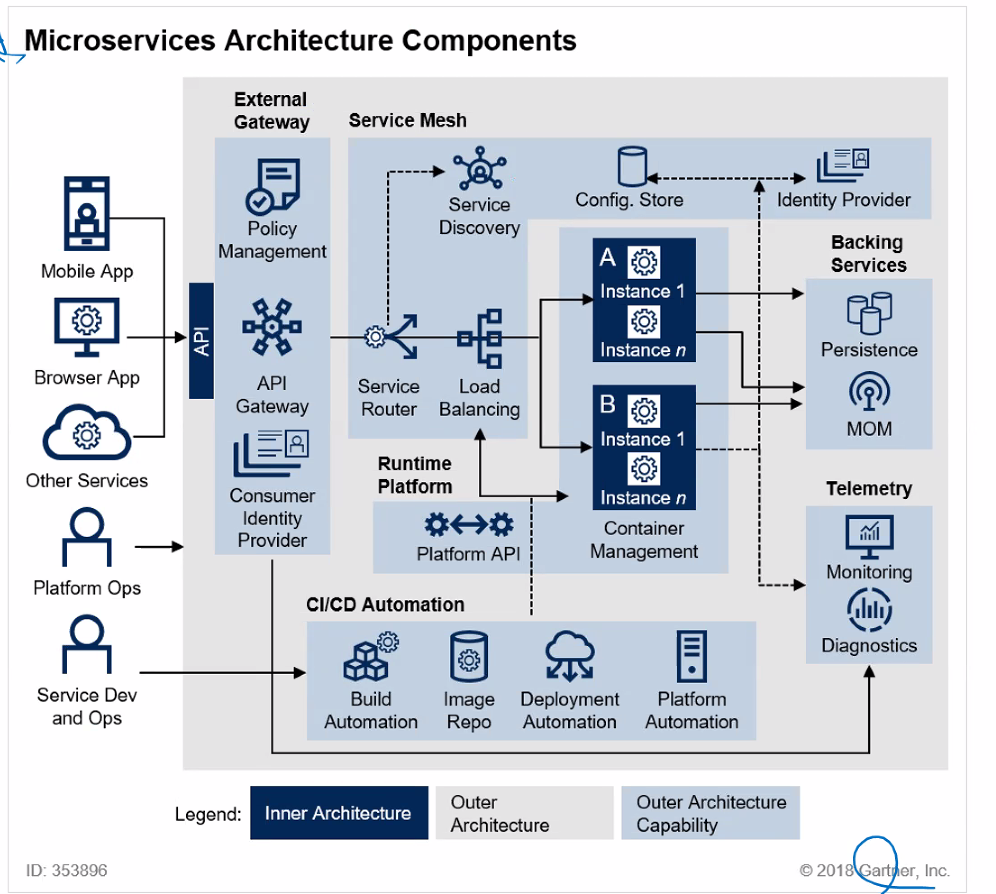 Microservices Architecture Components
External
Gateway
Service Mesh
Policy
Management
Service
Discovery
Config. Store
Identity Provider
Mobile App
Browser App
Other Services
Platform Ops
Service Dev
and Ops
API
API
Gateway
Consumer
Identity
Provider
Service
Router
Load
Balancing
A
Instance 1
Instance n
B
Instance 1
Instance n
Container
Management
Backing
Services
Persistence
MOM
Runtime
Platform
Platform API
Telemetry
Monitoring
Diagnostics
CI/CD Automation
Build
Automation
Image
Repo
Deployment
Automation
Platform
Automation
Legend:
Inner Architecture
Outer
Architecture
Outer Architecture
Capability
ID: 353896
© 2018 Gartner, Inc.